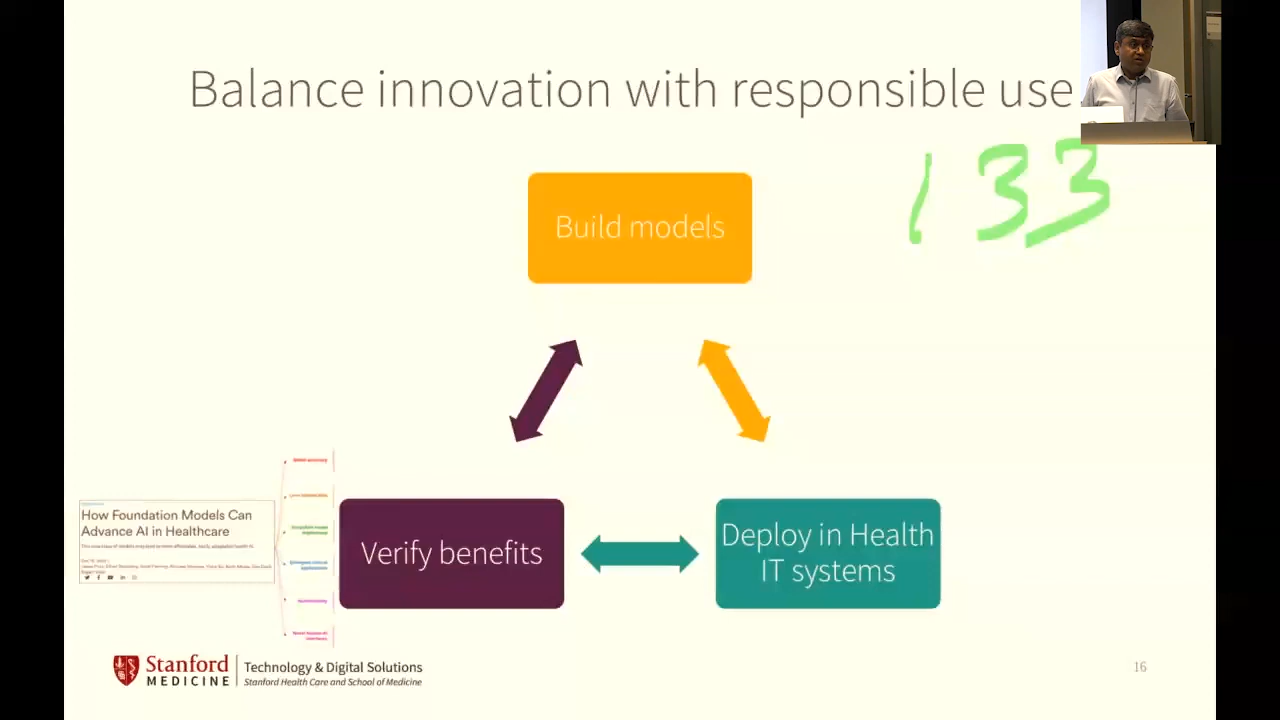 Balance innovation with responsible use
133
Build models
How Foundation Models Can
Advance AI in Healthcare
Verify benefits
Deploy in Health
IT systems
Stanford
MEDICINE
Technology & Digital Solutions
Stanford Health Care and School of Medicine
16